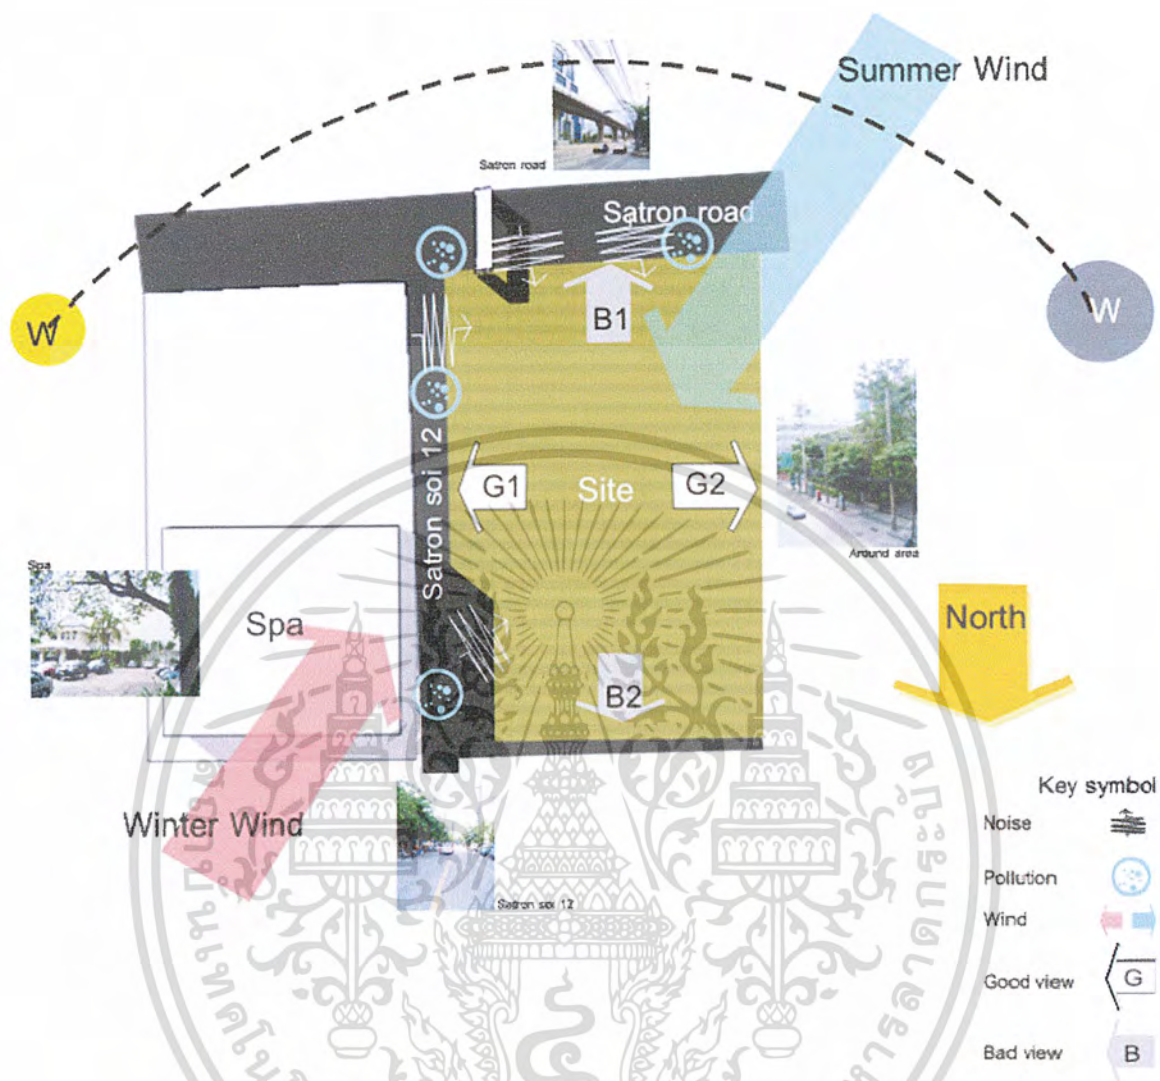 Summer Wind
Satron road
Satron road
W
W
B1
Satron soi 12
G1
Site
G2
Around area
Spa
Spa
North
B2
Winter Wind
Satron soi 12
Key symbol
Noise
Pollution
Wind
Good view
G
Bad view
B